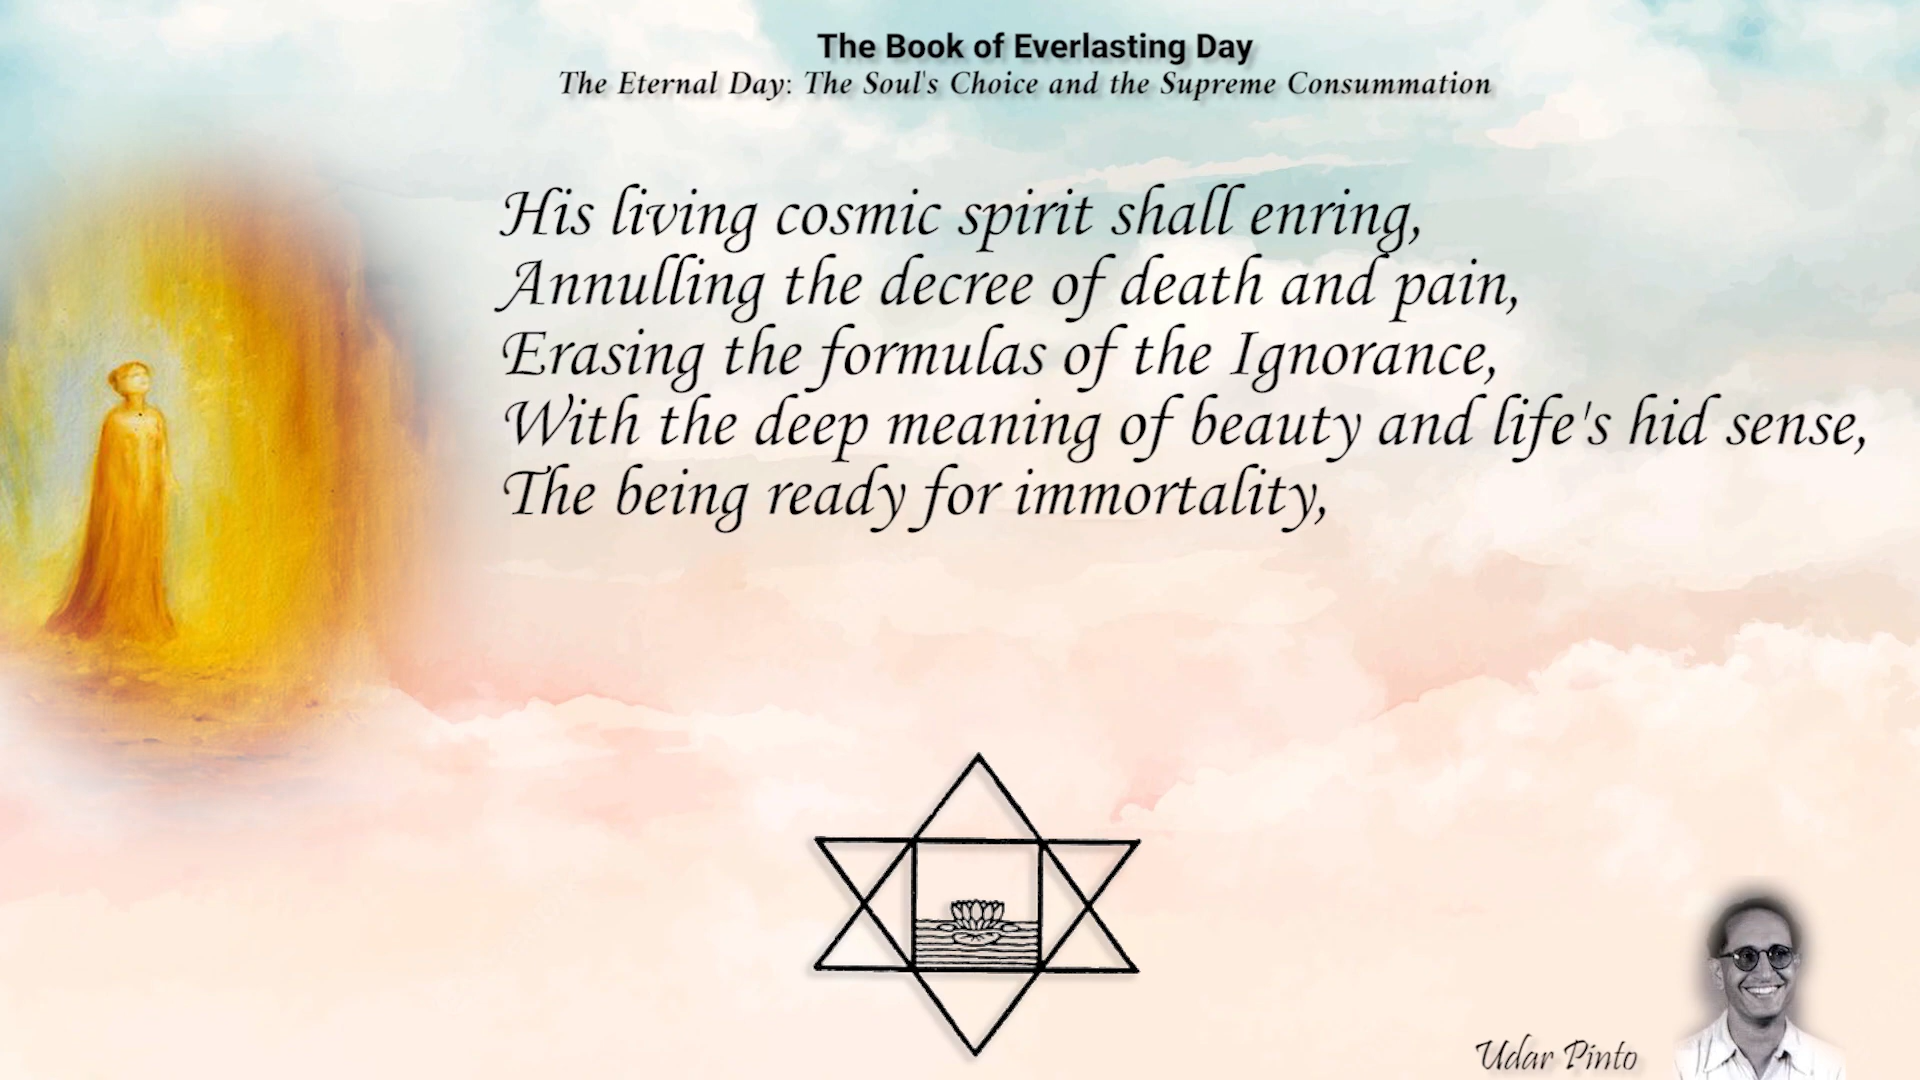 The Book of Everlasting Day
The Eternal Day: The Soul's Choice and the Supreme Consummation
His living cosmic spirit shall enring,
Annulling the decree of death and pain,
Erasing the formulas of the Ignorance,
With the deep meaning of beauty and life's hid sense,
The being ready for immortality,
Udar Pinto